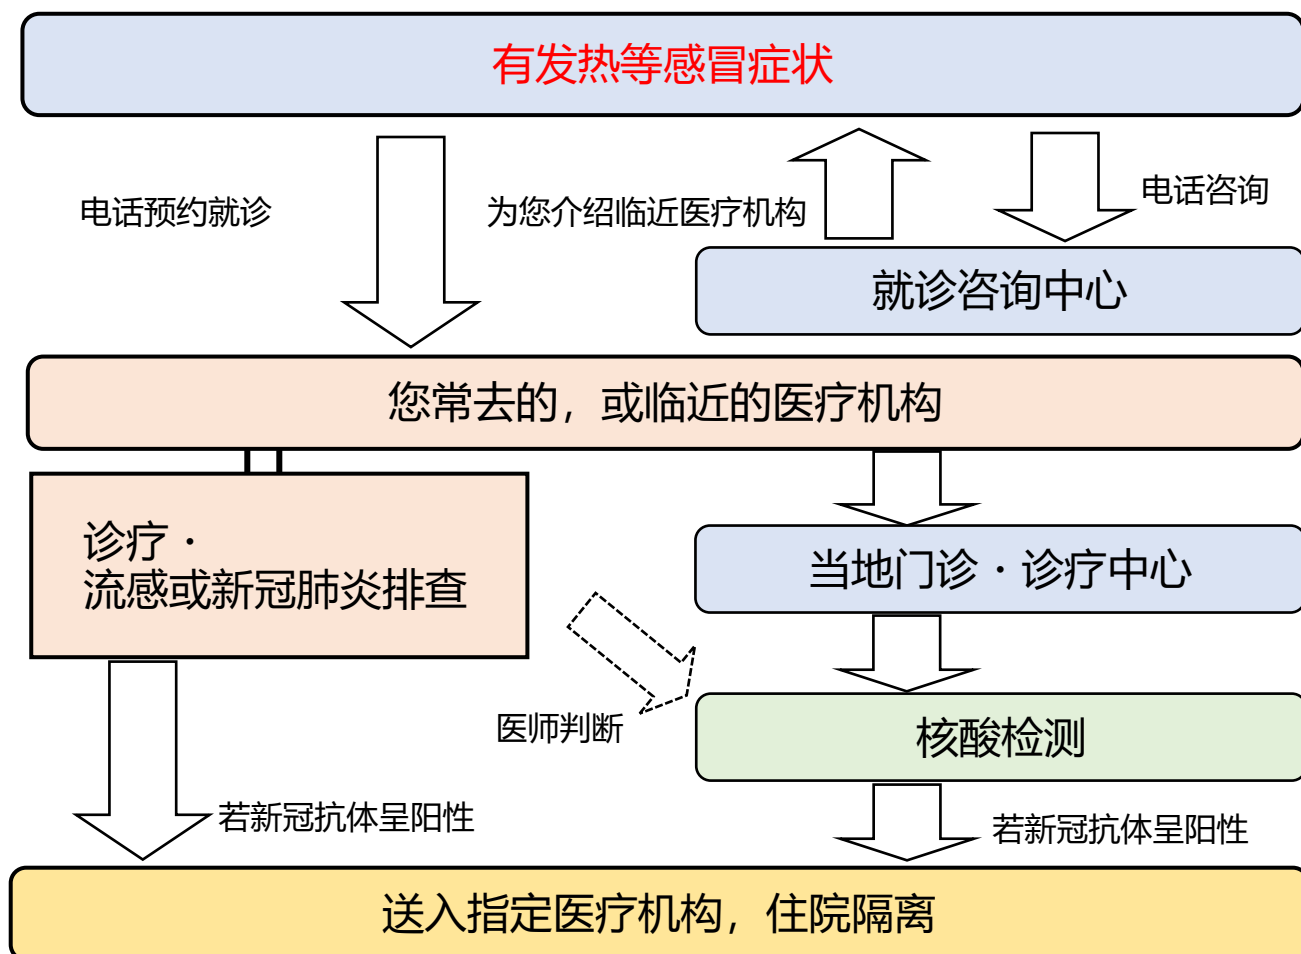 有发热等感冒症状
电话预约就诊
为您介绍临近医疗机构
电话咨询
就诊咨询中心
您常去的，或临近的医疗机构
诊疗・
流感或新冠肺炎排查
当地门诊・诊疗中心
医师判断
核酸检测
若新冠抗体呈阳性
若新冠抗体呈阳性
送入指定医疗机构，住院隔离